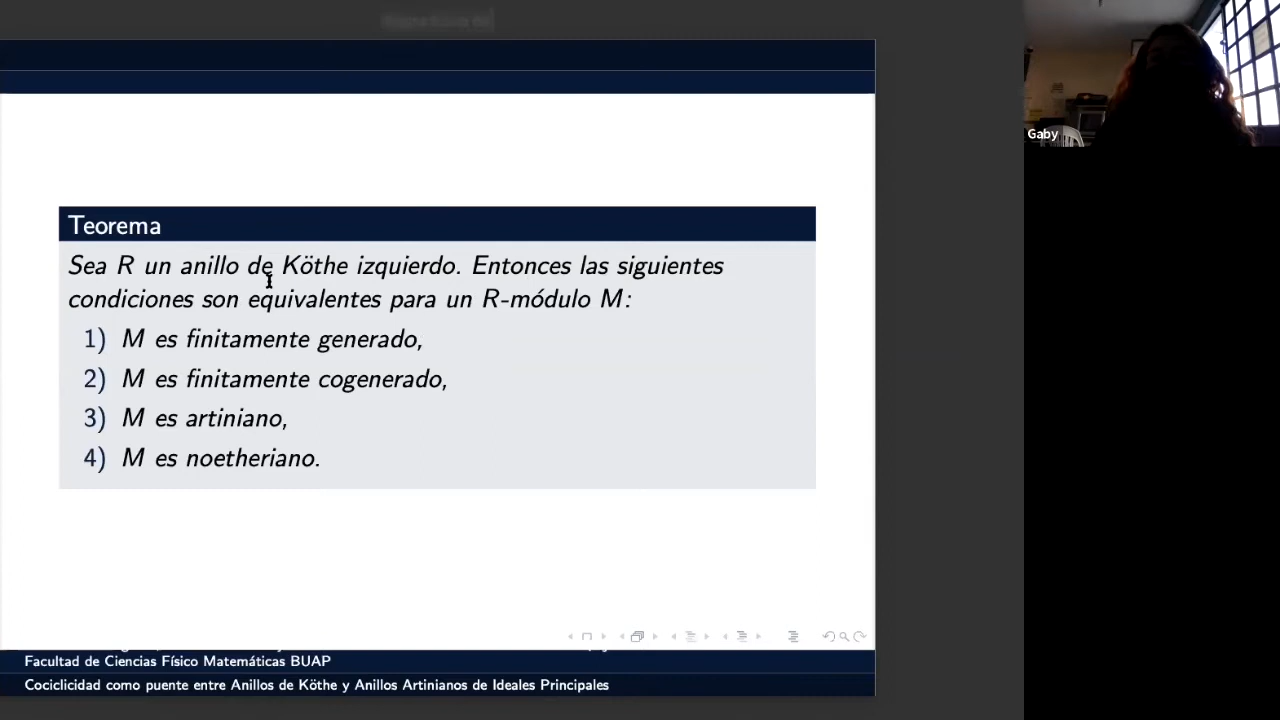 Teorema
Sea R un anillo de Köthe izquierdo. Entonces las siguientes
condiciones son equivalentes para un R-módulo M:
1) M es finitamente generado,
2) M es finitamente cogenerado,
3) M es artiniano,
4) M es noetheriano.
Facultad de Ciencias Físico Matemáticas BUAP
Cociclicidad como puente entre Anillos de Köthe y Anillos Artinianos de Ideales Principales
Gaby